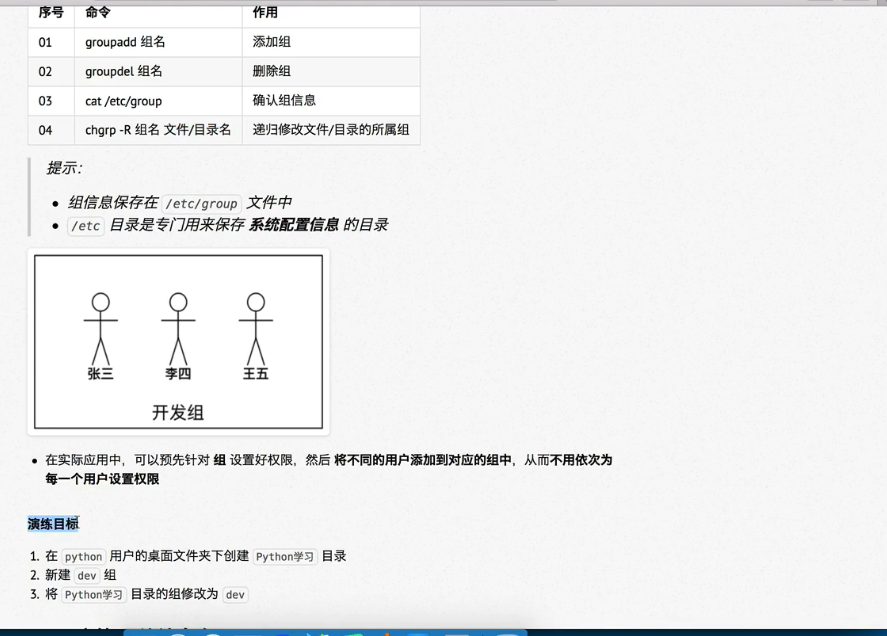 序号 命令 作用
01 groupadd 组名 添加组
02 groupdel 组名 删除组
03 cat /etc/group 确认组信息
04 chgrp -R 组名 文件/目录名 递归修改文件/目录的所属组
提示：
• 组信息保存在 /etc/group 文件中
• /etc 目录是专门用来保存 系统配置信息 的目录
张三 李四 王五
开发组
• 在实际应用中，可以预先针对 组 设置好权限，然后 将不同的用户添加到对应的组中，从而不用依次为
每一个用户设置权限
演练目标
1. 在 python 用户的桌面文件夹下创建 Python学习 目录
2. 新建 dev 组
3. 将 Python学习 目录的组修改为 dev